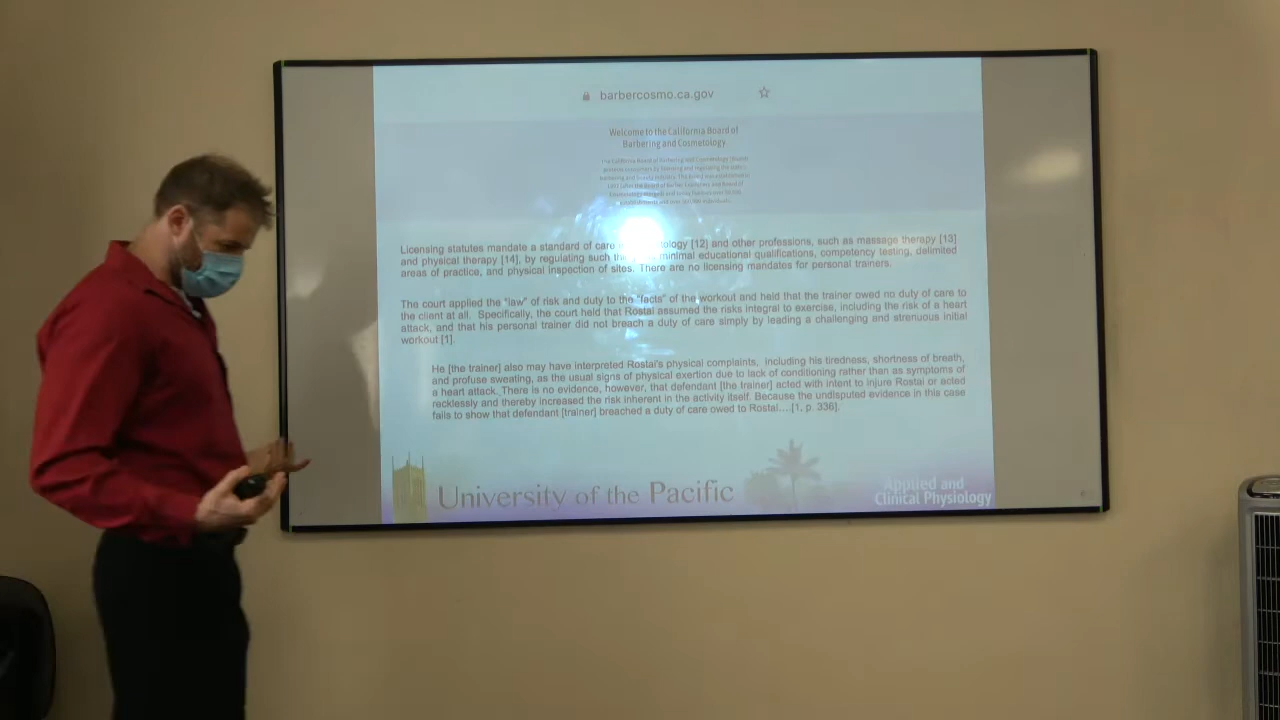 barbercosmo.ca.gov
Welcome to the California Board of
Barbering and Cosmetology
Licensing statutes mandate a standard of care [12] and other professions, such as massage therapy [13]
and physical therapy [14], by regulating such minimal educational qualifications, competency testing, delimited
areas of practice, and physical inspection of sites. There are no licensing mandates for personal trainers.
The court applied the "law" of risk and duty to the "facts" of the workout and held that the trainer owed no duty of care to
the client at all. Specifically, the court held that Rostai assumed the risks integral to exercise, including the risk of a heart
attack, and that his personal trainer did not breach a duty of care simply by leading a challenging and strenuous initial
workout [1].
He [the trainer] also may have interpreted Rostai's physical complaints, including his tiredness, shortness of breath,
and profuse sweating, as the usual signs of physical exertion due to lack of conditioning rather than as symptoms of
a heart attack. There is no evidence, however, that defendant [the trainer] acted with intent to injure Rostai or acted
recklessly and thereby increased the risk inherent in the activity itself. Because the undisputed evidence in this case
fails to show that defendant [trainer] breached a duty of care owed to Rostai....[1, p. 336].
University of the Pacific
Applied and
Clinical Physiology